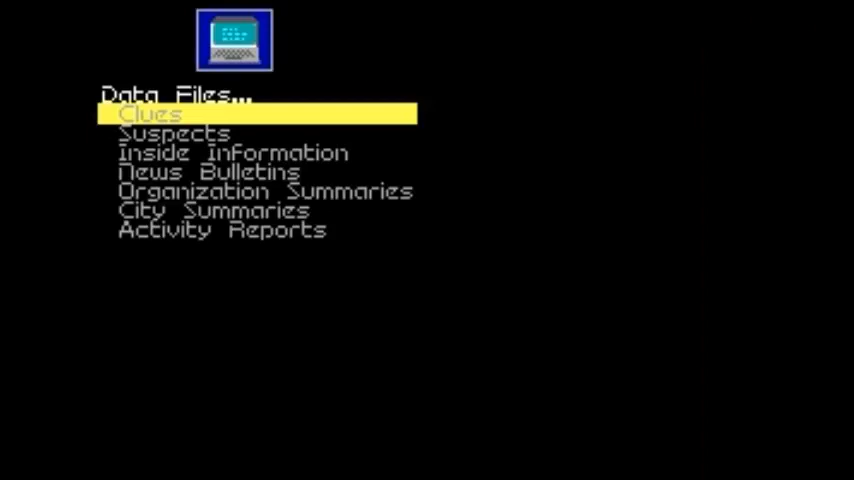 Data Files...
Clues
Suspects
Inside Information
News Bulletins
Organization Summaries
City Summaries
Activity Reports